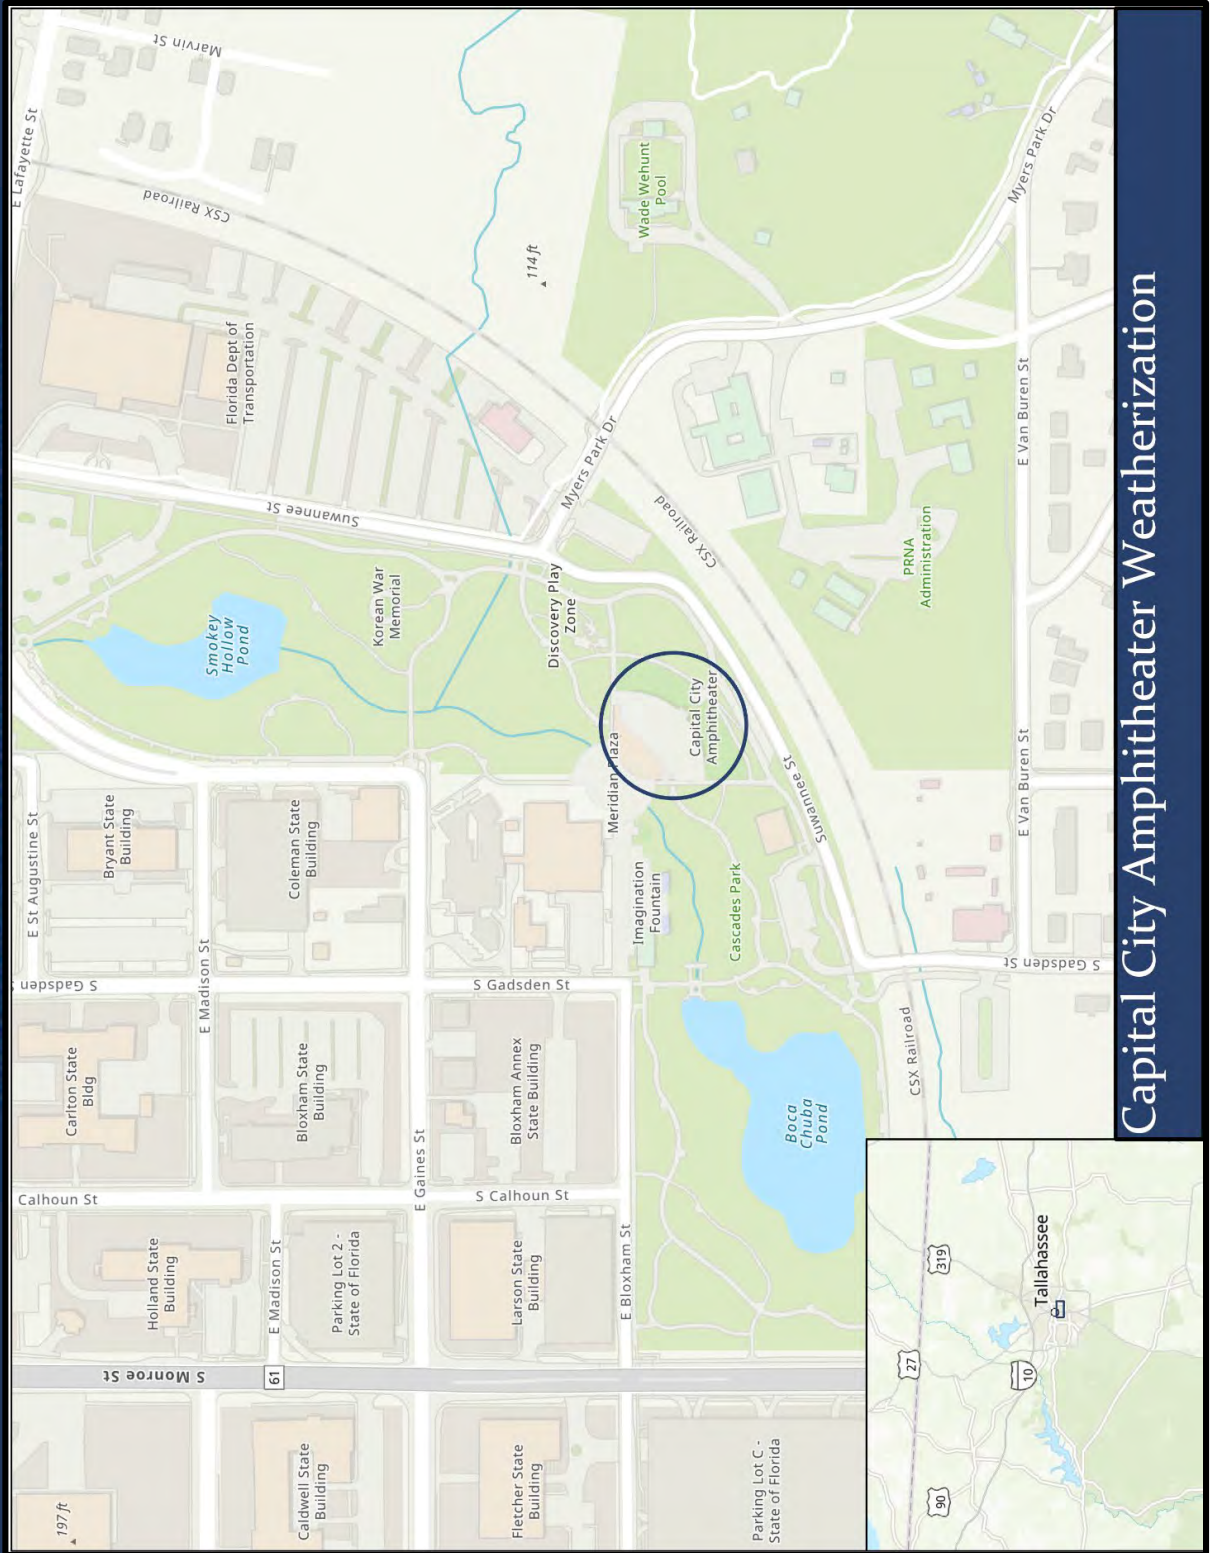 Capital City Amphitheater Weatherization
197 ft
Caldwell State
Building
Fletcher State
Building
Parking Lot C -
State of Florida
S Monroe St
61
Holland State
Building
E Madison St
Parking Lot 2 -
State of Florida
Larson State
Building
E Bloxham St
Calhoun St
E Gaines St
S Calhoun St
Carlton State
Bldg
Bloxham State
Building
Bloxham Annex
State Building
Boca
Chuba
Pond
CSX Railroad
S Gadsden St
E Madison St
S Gadsden St
S Gadsden St
E St Augustine St
Bryant State
Building
Coleman State
Building
Imagination
Fountain
Cascades Park
Meridian Plaza
Suwannee St
E Van Buren St
Capital City
Amphitheater
Smokey
Hollow
Pond
Korean War
Memorial
Discovery Play
Zone
Suwannee St
Myers Park Dr
CSX Railroad
PRNA
Administration
E Van Buren St
Florida Dept of
Transportation
114 ft
Wade Wehunt
Pool
Myers Park Dr
CSX Railroad
E Lafayette St
Marvin St
90
27
319
10
Tallahassee